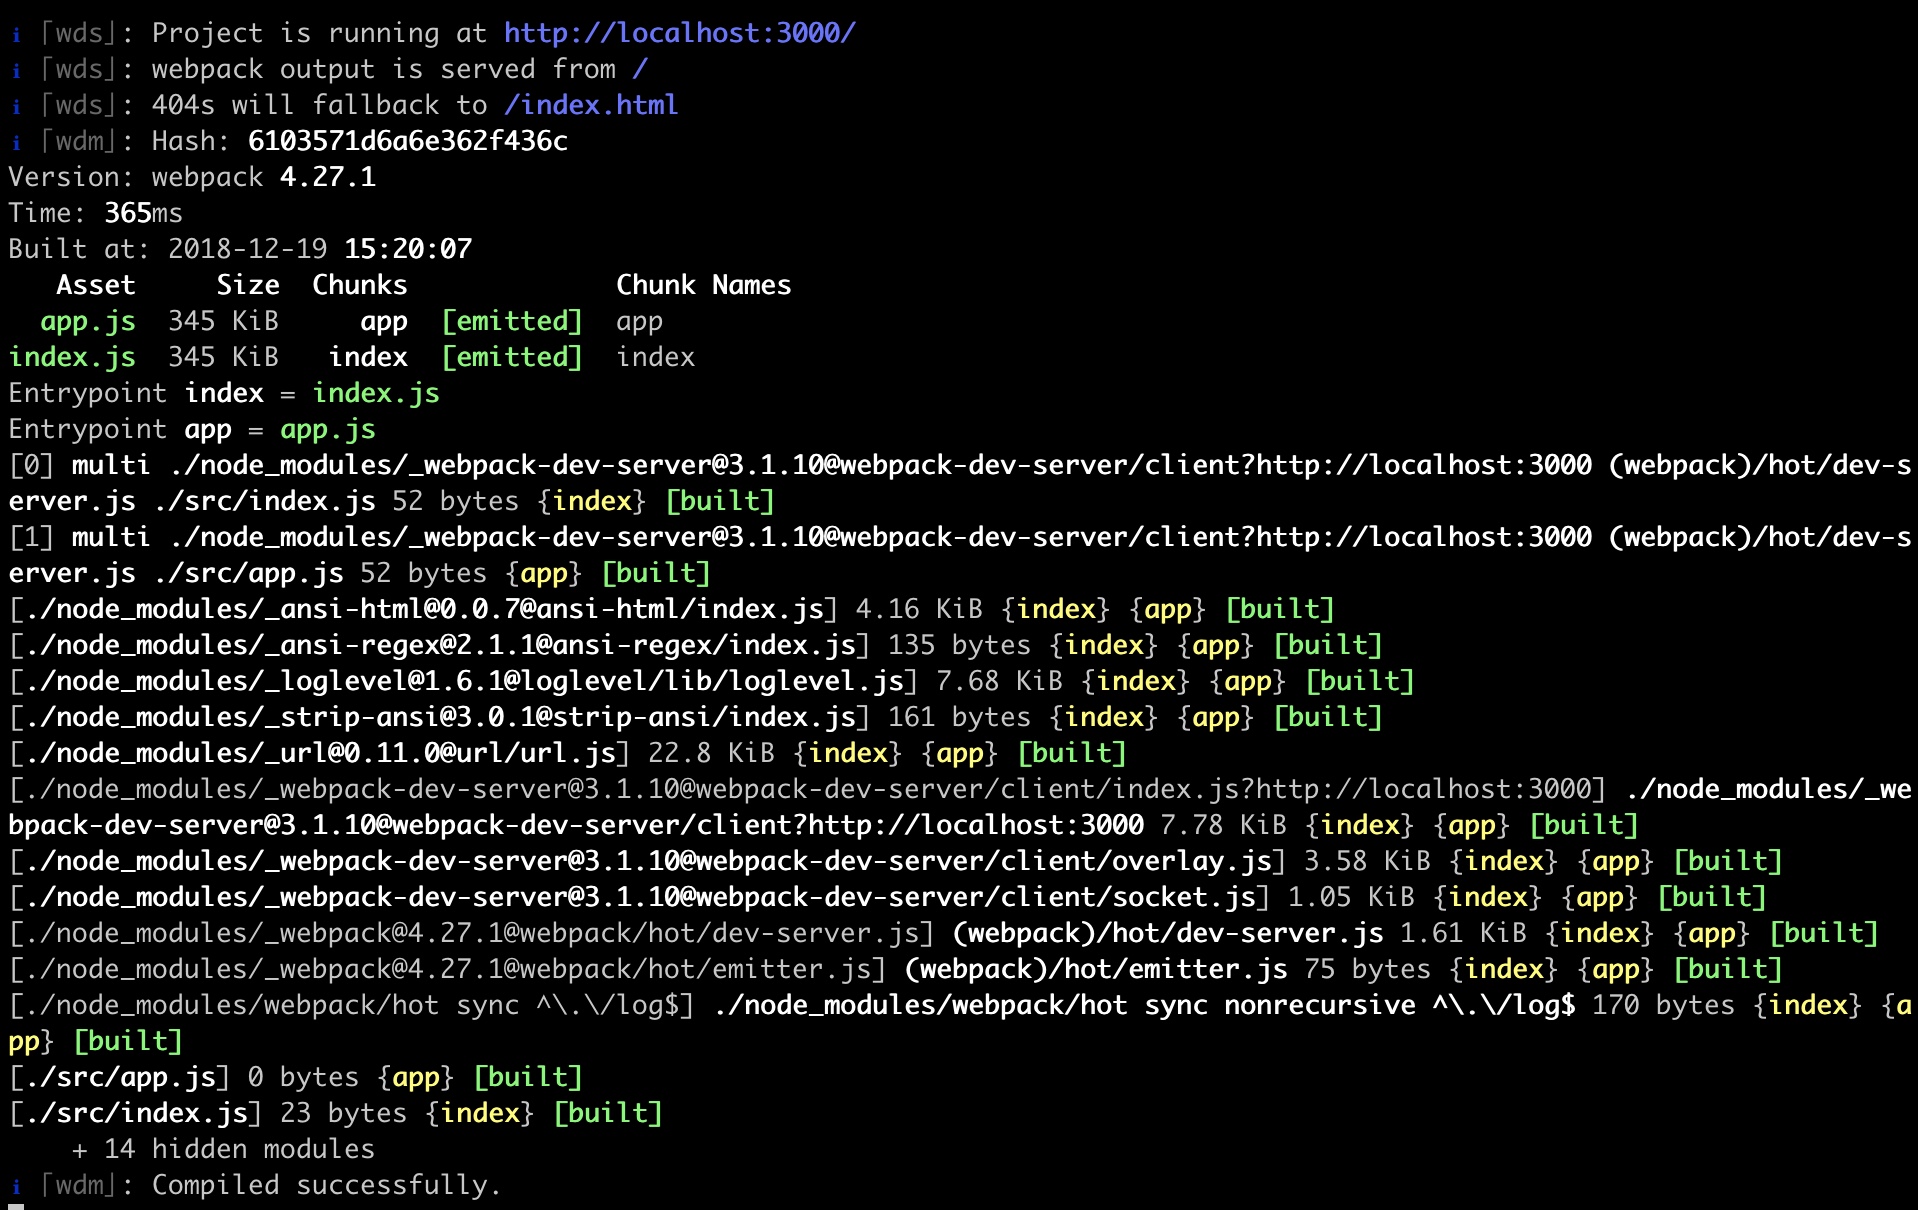 ℹ ｢wds｣: Project is running at http://localhost:3000/
ℹ ｢wds｣: webpack output is served from /
ℹ ｢wds｣: 404s will fallback to /index.html
ℹ ｢wdm｣: Hash: 6103571d6a6e362f436c
Version: webpack 4.27.1
Time: 365ms
Built at: 2018-12-19 15:20:07
   Asset     Size  Chunks             Chunk Names
  app.js  345 KiB     app  [emitted]  app
index.js  345 KiB   index  [emitted]  index
Entrypoint index = index.js
Entrypoint app = app.js
[0] multi ./node_modules/_webpack-dev-server@3.1.10@webpack-dev-server/client?http://localhost:3000 (webpack)/hot/dev-s
erver.js ./src/index.js 52 bytes {index} [built]
[1] multi ./node_modules/_webpack-dev-server@3.1.10@webpack-dev-server/client?http://localhost:3000 (webpack)/hot/dev-s
erver.js ./src/app.js 52 bytes {app} [built]
[./node_modules/_ansi-html@0.0.7@ansi-html/index.js] 4.16 KiB {index} {app} [built]
[./node_modules/_ansi-regex@2.1.1@ansi-regex/index.js] 135 bytes {index} {app} [built]
[./node_modules/_loglevel@1.6.1@loglevel/lib/loglevel.js] 7.68 KiB {index} {app} [built]
[./node_modules/_strip-ansi@3.0.1@strip-ansi/index.js] 161 bytes {index} {app} [built]
[./node_modules/_url@0.11.0@url/url.js] 22.8 KiB {index} {app} [built]
[./node_modules/_webpack-dev-server@3.1.10@webpack-dev-server/client/index.js?http://localhost:3000] ./node_modules/_we
bpack-dev-server@3.1.10@webpack-dev-server/client?http://localhost:3000 7.78 KiB {index} {app} [built]
[./node_modules/_webpack-dev-server@3.1.10@webpack-dev-server/client/overlay.js] 3.58 KiB {index} {app} [built]
[./node_modules/_webpack-dev-server@3.1.10@webpack-dev-server/client/socket.js] 1.05 KiB {index} {app} [built]
[./node_modules/_webpack@4.27.1@webpack/hot/dev-server.js] (webpack)/hot/dev-server.js 1.61 KiB {index} {app} [built]
[./node_modules/_webpack@4.27.1@webpack/hot/emitter.js] (webpack)/hot/emitter.js 75 bytes {index} {app} [built]
[./node_modules/webpack/hot sync ^\.\/log$] ./node_modules/webpack/hot sync nonrecursive ^\.\/log$ 170 bytes {index} {a
pp} [built]
[./src/app.js] 0 bytes {app} [built]
[./src/index.js] 23 bytes {index} [built]
    + 14 hidden modules
ℹ ｢wdm｣: Compiled successfully.